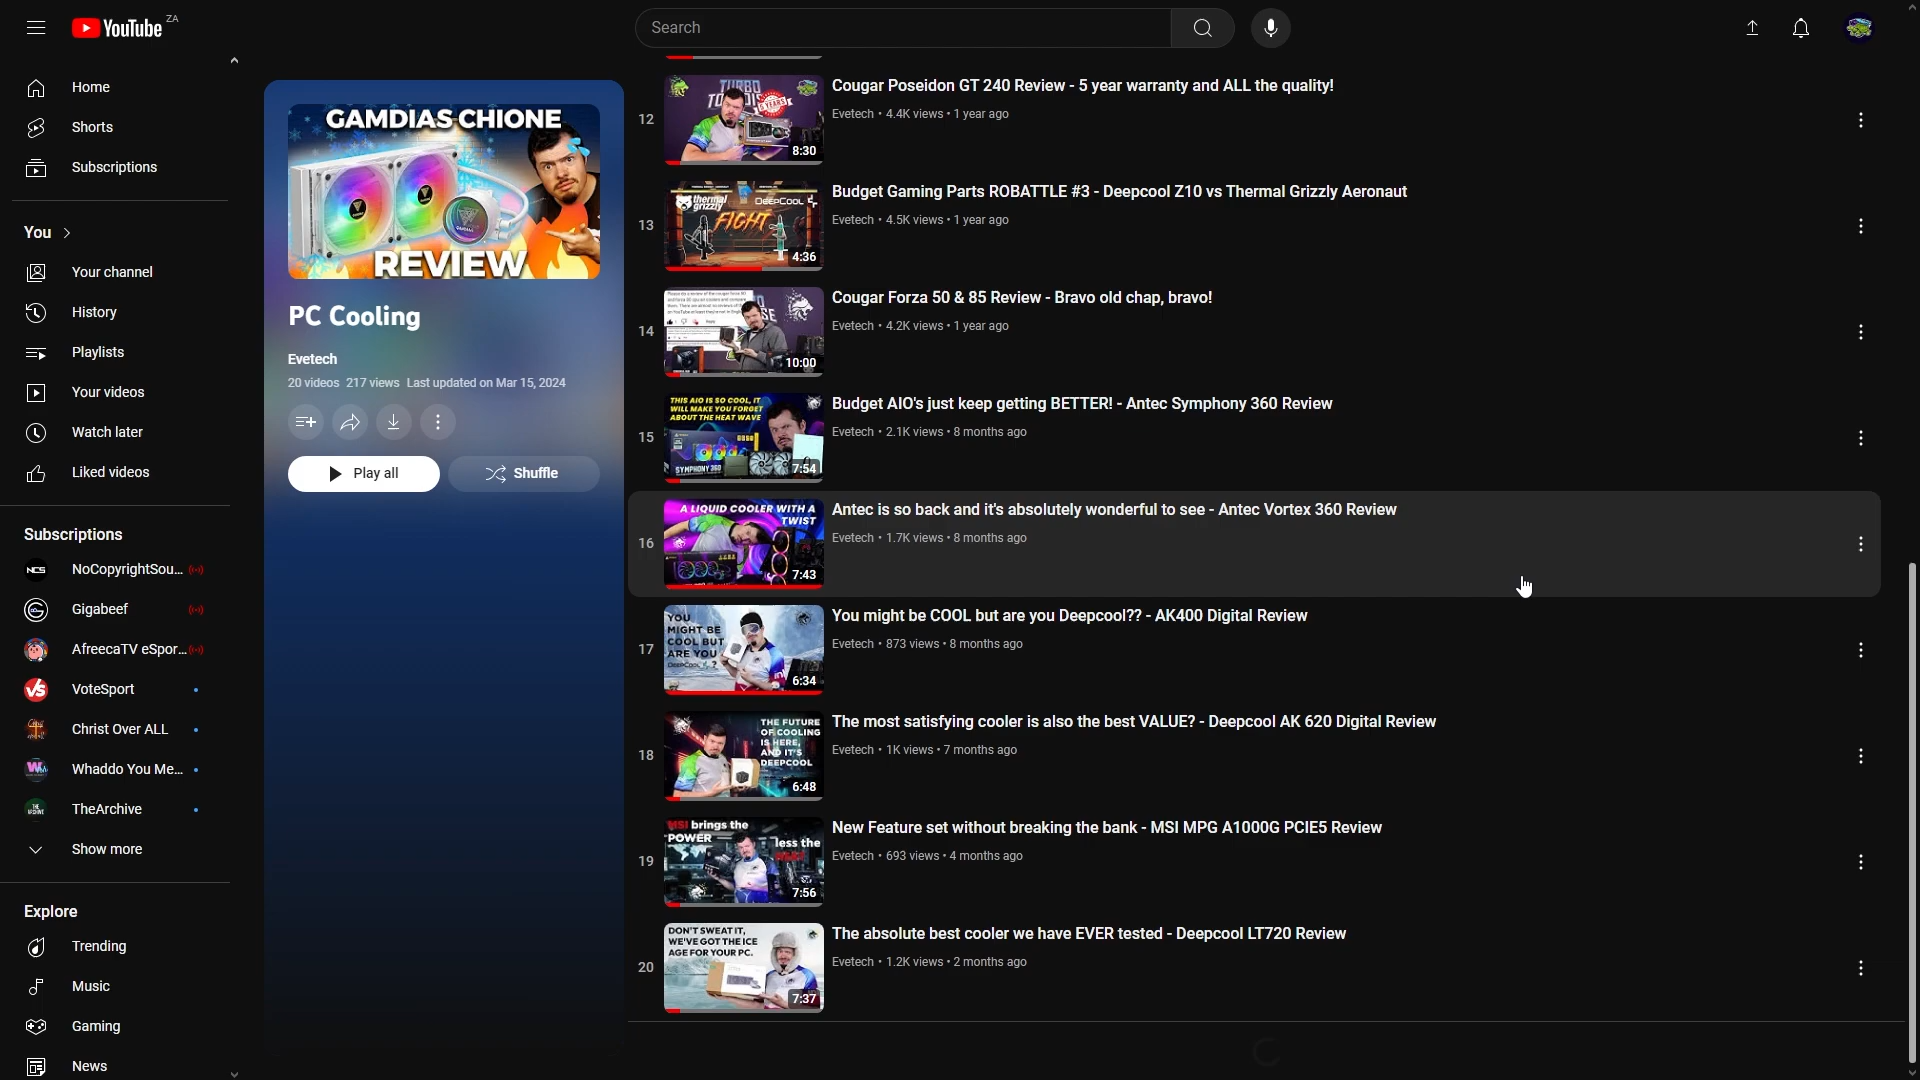 YouTube ZA
Search
Home
Shorts
Subscriptions
You
Your channel
History
Playlists
Your videos
Watch later
Liked videos
Subscriptions
NoCopyrightSou...
Gigabeef
AfreecaTV eSpor...
VoteSport
Christ Over ALL
Whaddo You Me...
TheArchive
Show more
Explore
Trending
Music
Gaming
News
GAMDIAS CHIONE
REVIEW
PC Cooling
Evetech
20 videos 217 views Last updated on Mar 15, 2024
Play all
Shuffle
12
8:30
Cougar Poseidon GT 240 Review - 5 year warranty and ALL the quality!
Evetech • 4.4K views • 1 year ago
13
thermal grizzly
DEEPCOOL
FIGHT
4:36
Budget Gaming Parts ROBATTLE #3 - Deepcool Z10 vs Thermal Grizzly Aeronaut
Evetech • 4.5K views • 1 year ago
14
10:00
Cougar Forza 50 & 85 Review - Bravo old chap, bravo!
Evetech • 4.2K views • 1 year ago
15
THIS AIO IS SO COOL, IT
WILL MAKE YOU FORGET
ABOUT THE HEAT WAVE
SYMPHONY 360
7:54
Budget AIO's just keep getting BETTER! - Antec Symphony 360 Review
Evetech • 2.1K views • 8 months ago
16
A LIQUID COOLER WITH A
TWIST
7:43
Antec is so back and it's absolutely wonderful to see - Antec Vortex 360 Review
Evetech • 1.7K views • 8 months ago
17
YOU
MIGHT BE
COOL BUT
ARE YOU
DEEPCOOL ?
6:34
You might be COOL but are you Deepcool?? - AK400 Digital Review
Evetech • 873 views • 8 months ago
18
THE FUTURE
OF COOLING
IS HERE,
AND IT'S
DEEPCOOL
6:48
The most satisfying cooler is also the best VALUE? - Deepcool AK 620 Digital Review
Evetech • 1K views • 7 months ago
19
MSI brings the
POWER
less the
7:56
New Feature set without breaking the bank - MSI MPG A1000G PCIE5 Review
Evetech • 693 views • 4 months ago
20
DON'T SWEAT IT,
WE'VE GOT THE ICE
AGE FOR YOUR PC.
7:37
The absolute best cooler we have EVER tested - Deepcool LT720 Review
Evetech • 1.2K views • 2 months ago